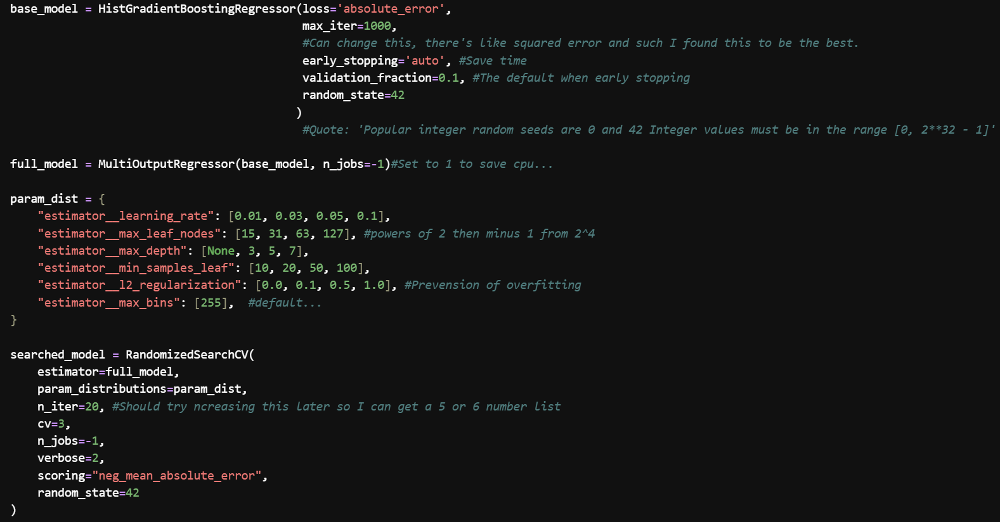 base_model = HistGradientBoostingRegressor(loss='absolute_error',
max_iter=1000,
#Can change this, there's like squared error and such I found this to be the best.
early_stopping='auto', #Save time
validation_fraction=0.1, #The default when early stopping
random_state=42
)
#Quote: 'Popular integer random seeds are 0 and 42 Integer values must be in the range [0, 2**32 - 1]'
full_model = MultiOutputRegressor(base_model, n_jobs=-1)#Set to 1 to save cpu...
param_dist = {
"estimator__learning_rate": [0.01, 0.03, 0.05, 0.1],
"estimator__max_leaf_nodes": [15, 31, 63, 127], #powers of 2 then minus 1 from 2^4
"estimator__max_depth": [None, 3, 5, 7],
"estimator__min_samples_leaf": [10, 20, 50, 100],
"estimator__l2_regularization": [0.0, 0.1, 0.5, 1.0], #Prevension of overfitting
"estimator__max_bins": [255],  #default...
}
searched_model = RandomizedSearchCV(
estimator=full_model,
param_distributions=param_dist,
n_iter=20, #Should try ncreasing this later so I can get a 5 or 6 number list
cv=3,
n_jobs=-1,
verbose=2,
scoring="neg_mean_absolute_error",
random_state=42
)